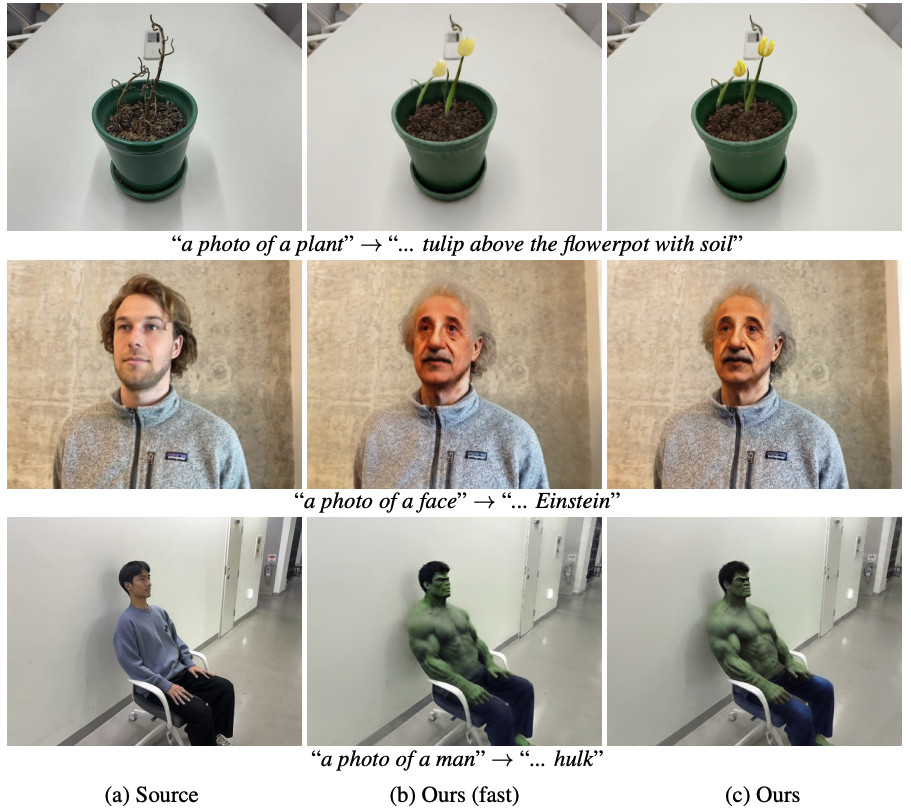 “a photo of a plant” → “... tulip above the flowerpot with soil”
“a photo of a face” → “... Einstein”
“a photo of a man” → “... hulk”
(a) Source (b) Ours (fast) (c) Ours